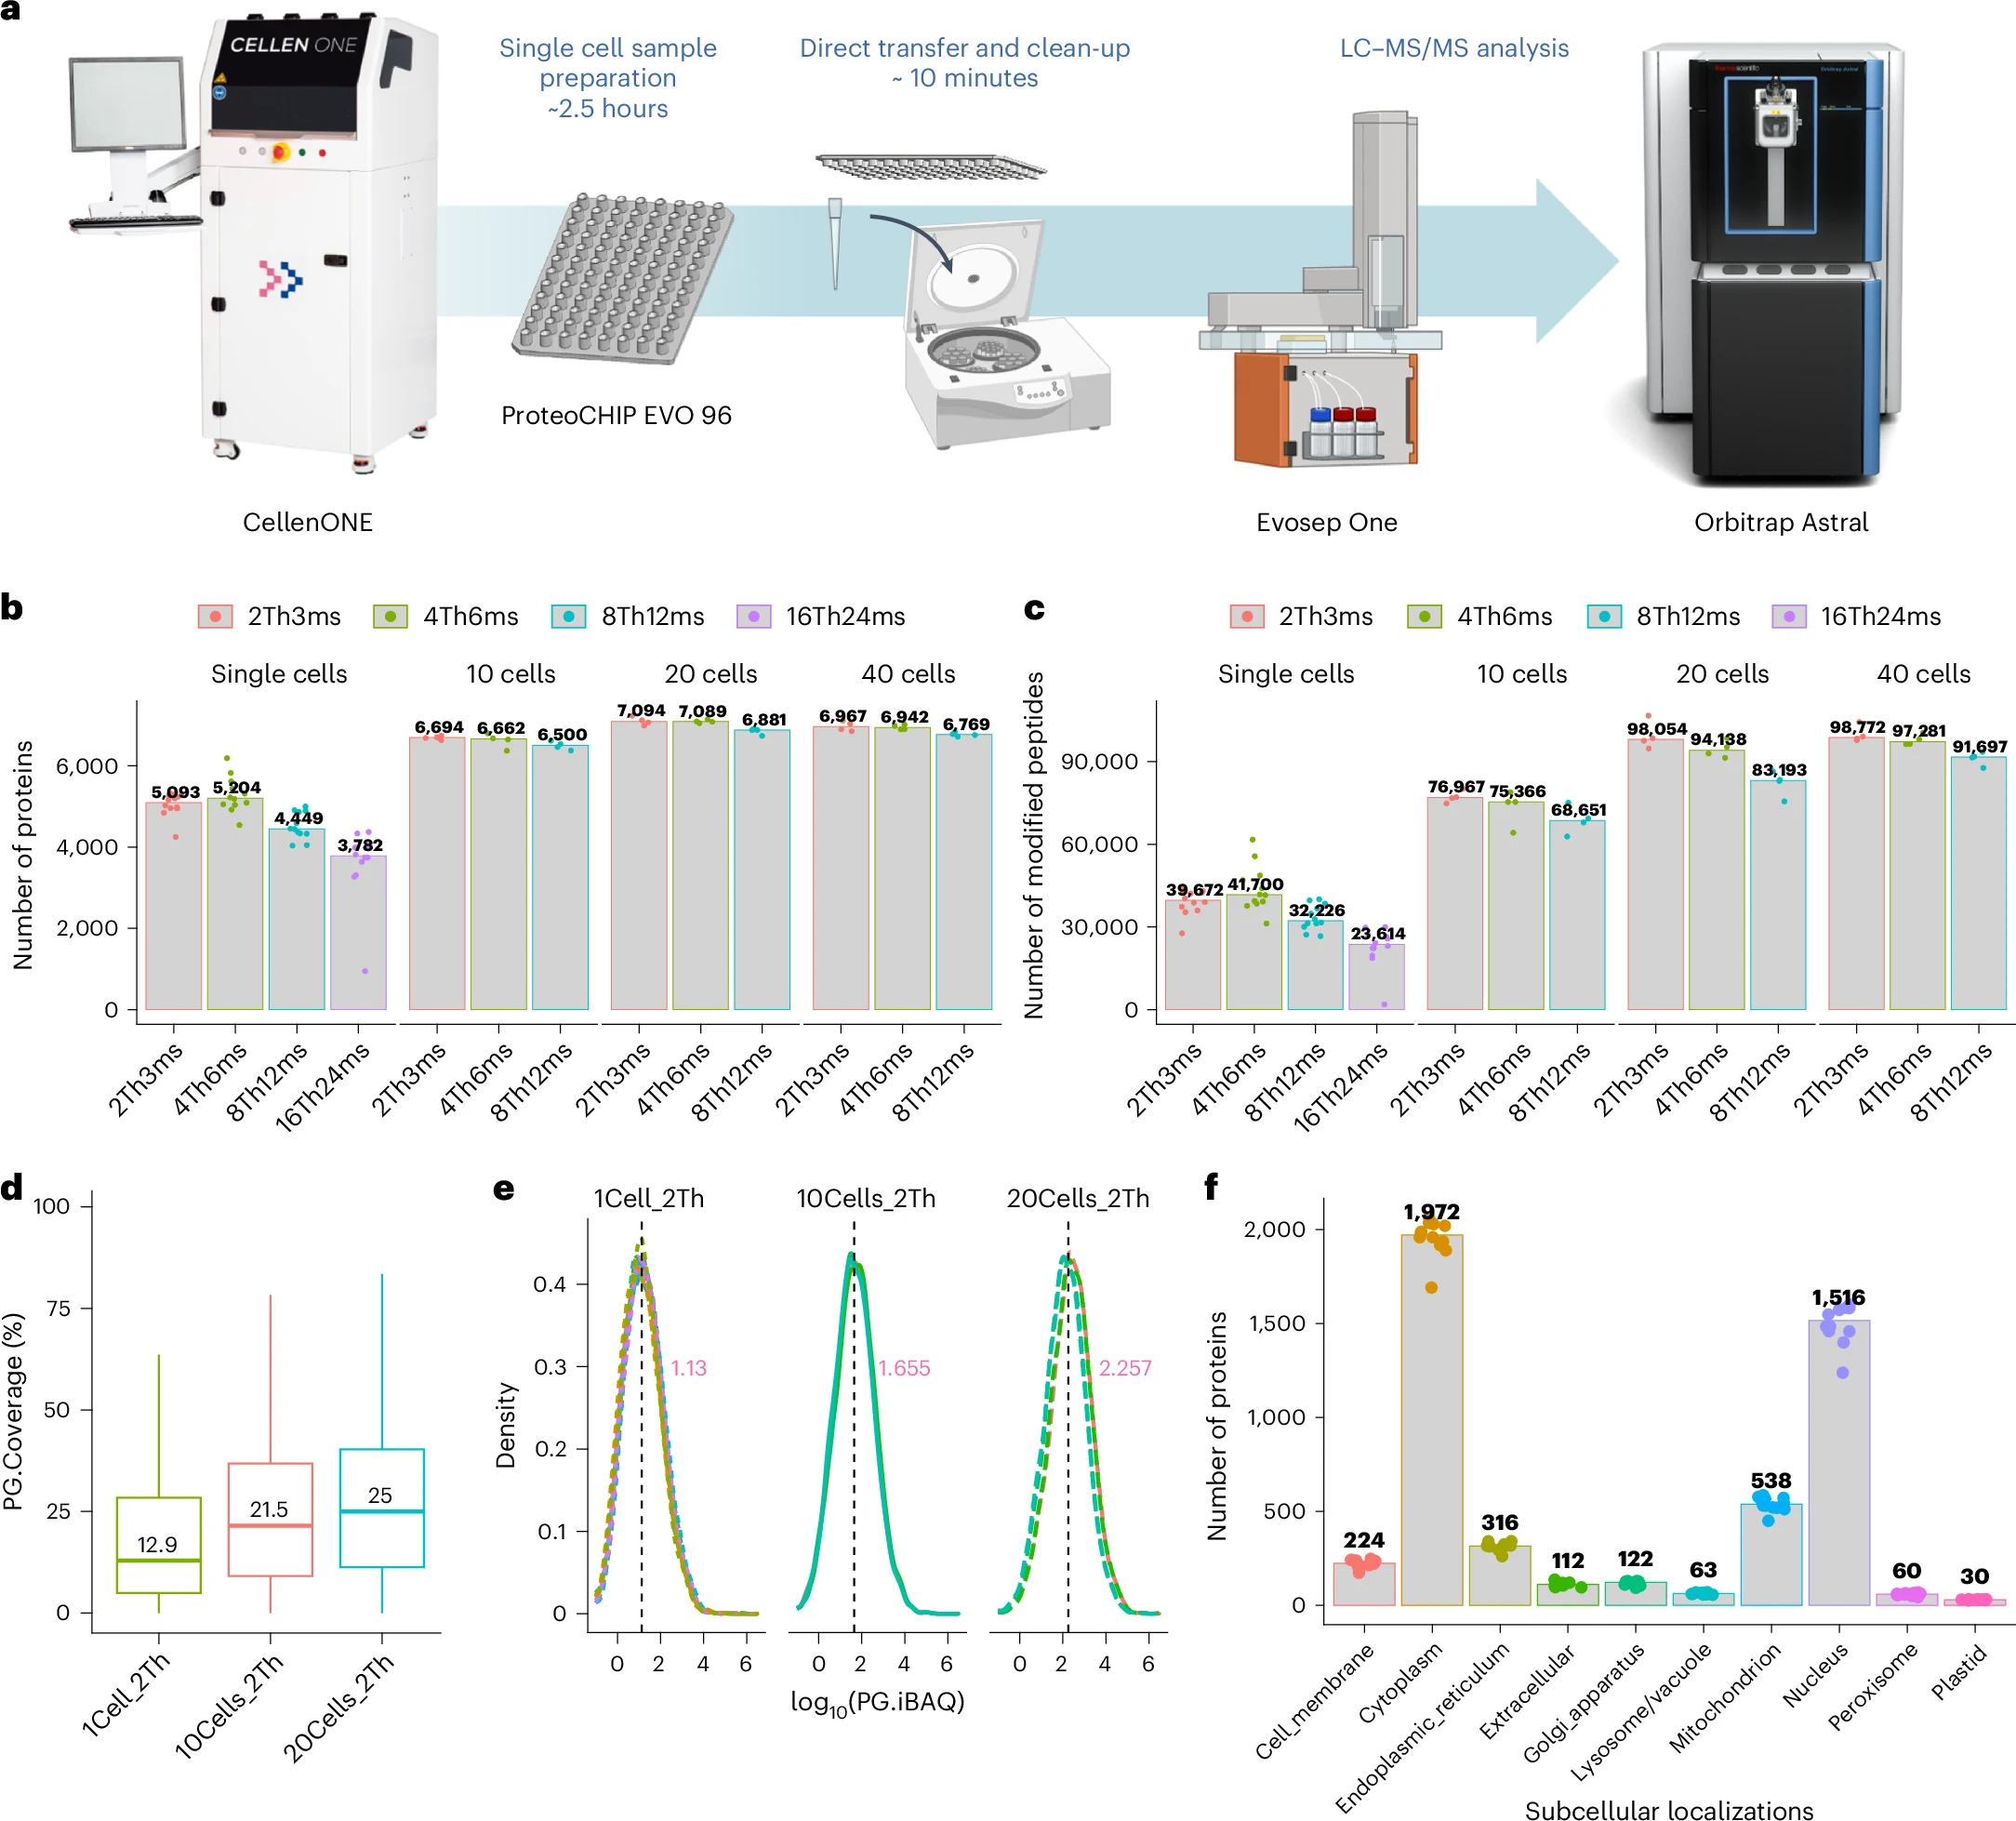 a
CELLEN ONE
Single cell sample
preparation
~2.5 hours
Direct transfer and clean-up
~ 10 minutes
LC–MS/MS analysis
ProteoCHIP EVO 96
CellenONE
Evosep One
Orbitrap Astral
b
2Th3ms
4Th6ms
8Th12ms
16Th24ms
Single cells
10 cells
20 cells
40 cells
Number of proteins
6,000
4,000
2,000
0
5,093
5,204
4,449
3,782
6,694
6,662
6,500
7,094
7,089
6,881
6,967
6,942
6,769
2Th3ms
4Th6ms
8Th12ms
16Th24ms
2Th3ms
4Th6ms
8Th12ms
2Th3ms
4Th6ms
8Th12ms
2Th3ms
4Th6ms
8Th12ms
c
2Th3ms
4Th6ms
8Th12ms
16Th24ms
Single cells
10 cells
20 cells
40 cells
Number of modified peptides
90,000
60,000
30,000
0
39,672
41,700
32,226
23,614
76,967
75,366
68,651
98,054
94,138
83,193
98,772
97,281
91,697
2Th3ms
4Th6ms
8Th12ms
16Th24ms
2Th3ms
4Th6ms
8Th12ms
2Th3ms
4Th6ms
8Th12ms
2Th3ms
4Th6ms
8Th12ms
d
PG.Coverage (%)
100
75
50
25
0
12.9
21.5
25
1Cell_2Th
10Cells_2Th
20Cells_2Th
e
1Cell_2Th
10Cells_2Th
20Cells_2Th
Density
0.4
0.3
0.2
0.1
0
1.13
1.655
2.257
0 2 4 6
0 2 4 6
0 2 4 6
log10(PG.iBAQ)
f
Number of proteins
2,000
1,500
1,000
500
0
224
1,972
316
112
122
63
538
1,516
60
30
Cell_membrane
Cytoplasm
Endoplasmic_reticulum
Extracellular
Golgi_apparatus
Lysosome/vacuole
Mitochondrion
Nucleus
Peroxisome
Plastid
Subcellular localizations